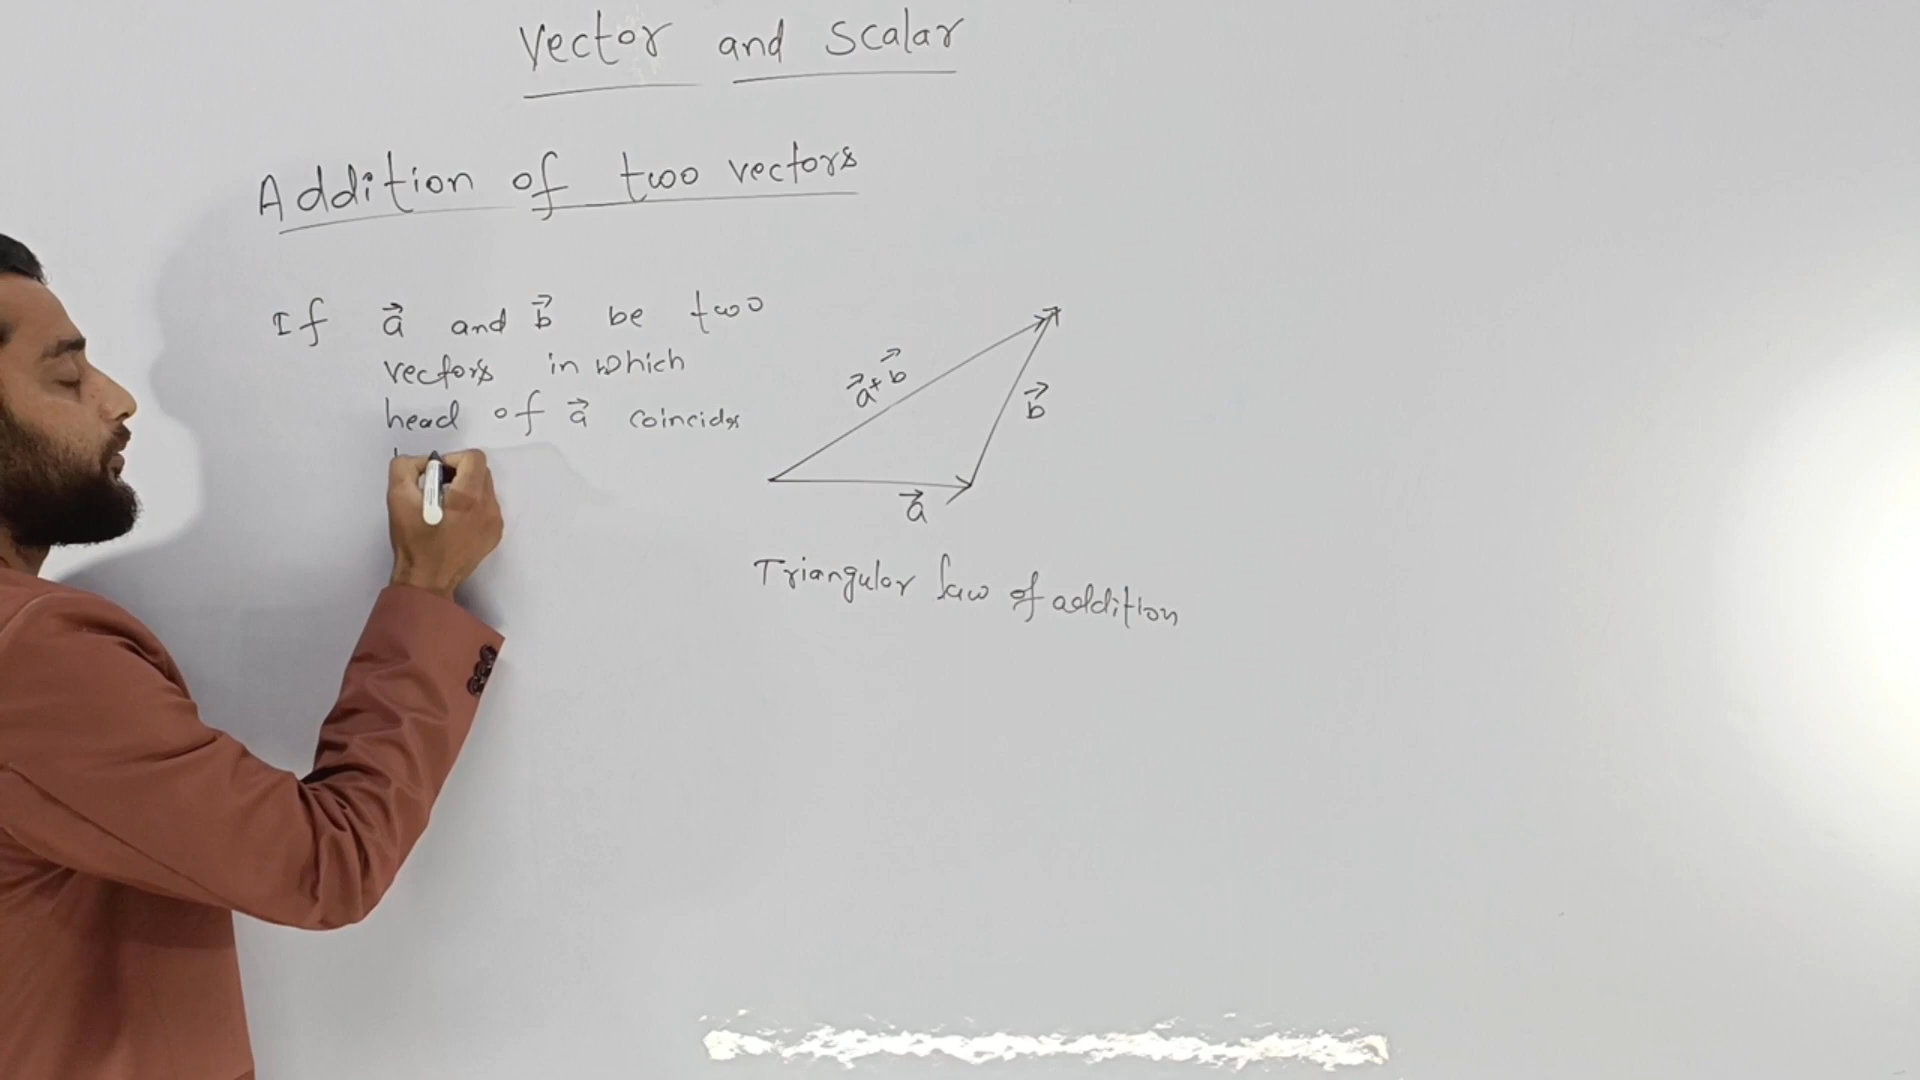 Vector and Scalar
Addition of two vectors
If a⃗ and b⃗ be two
vectors in which
head of a⃗ coincides
a⃗ + b⃗
b⃗
a⃗
Triangular law of addition